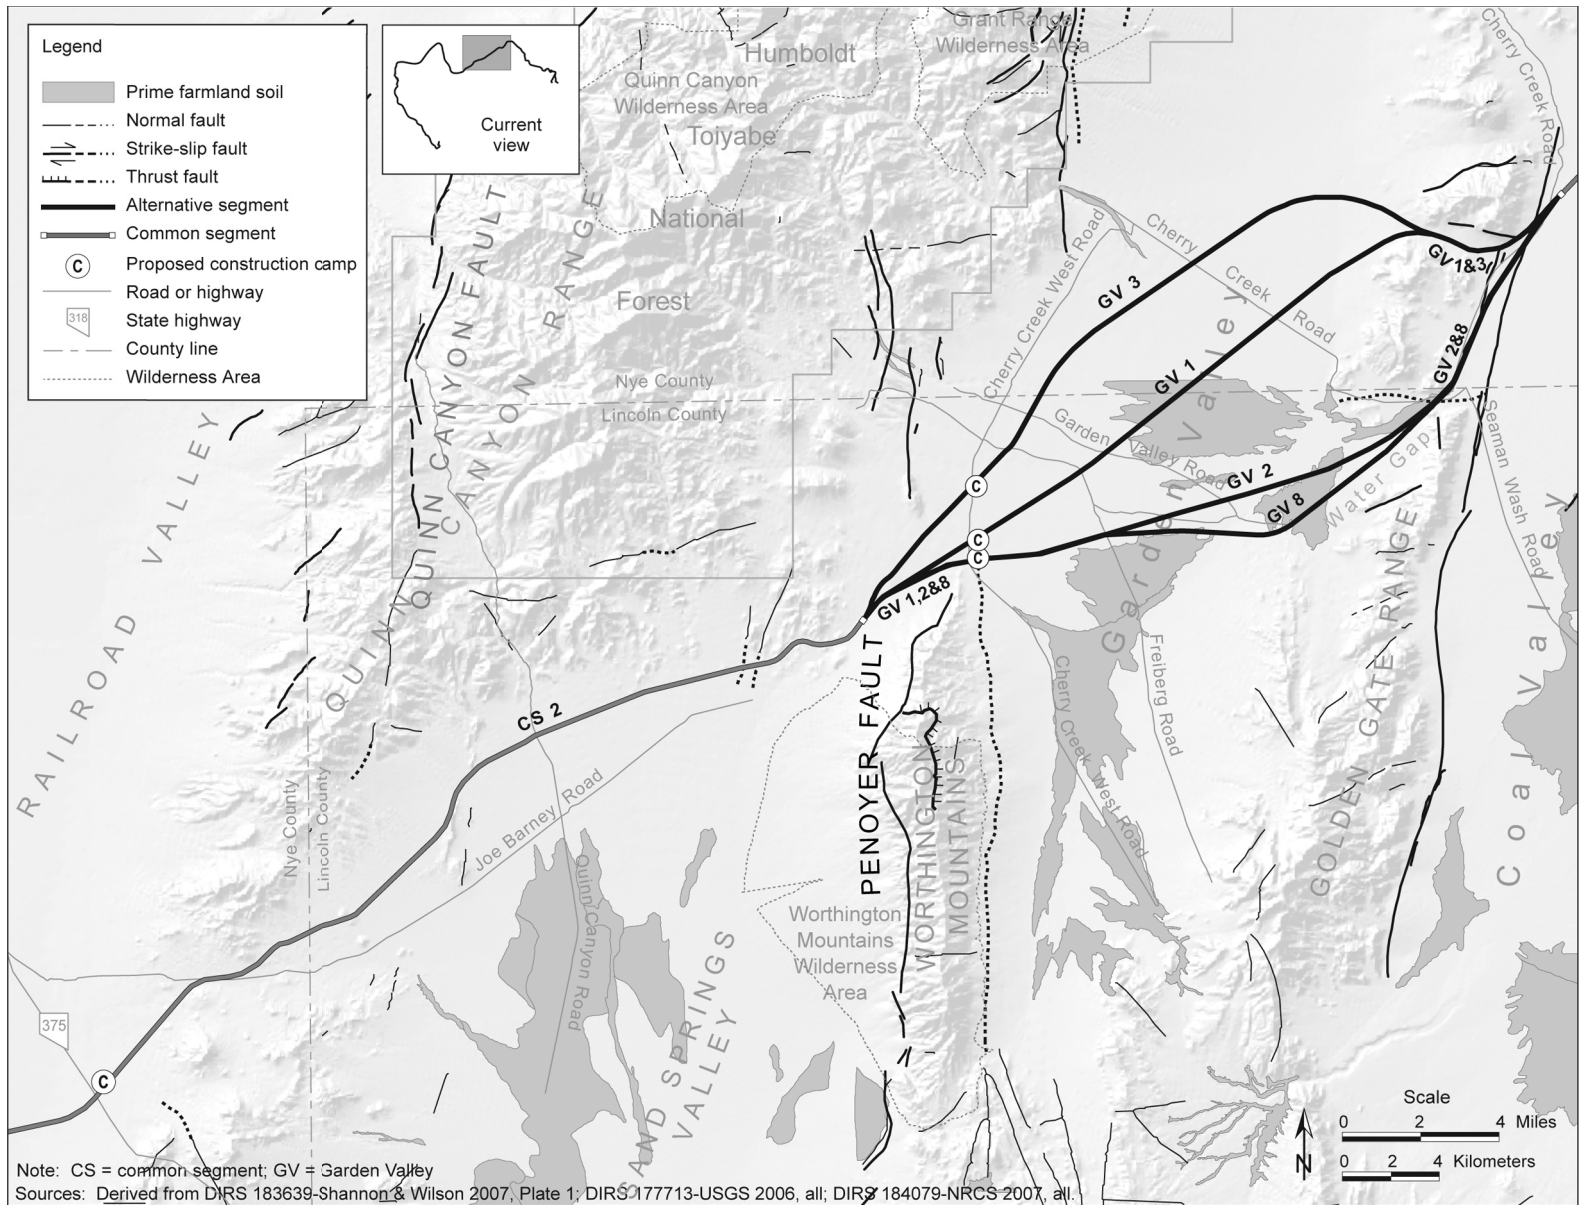 Legend
Prime farmland soil
Normal fault
Strike-slip fault
Thrust fault
Alternative segment
Common segment
C
Proposed construction camp
Road or highway
318
State highway
County line
Wilderness Area
Current
view
Humboldt
Toiyabe
National
Forest
Quinn Canyon
Wilderness Area
Grant Range
Wilderness Area
Cherry Creek Road
QUINN CANYON FAULT
QUINN CANYON RANGE
RAILROAD VALLEY
Nye County
Lincoln County
Cherry Creek West Road
Cherry Creek Road
GV 3
GV 1
GV 1&3
GV 2&8
GV 2
GV 8
GV 1,2&8
Garden Valley
Garden Valley Road
Water Gap
Seaman Wash Road
Coal Valley
GOLDEN GATE RANGE
Freiberg Road
Cherry Creek West Road
C
C
C
CS 2
PENOYER FAULT
WORTHINGTON
MOUNTAINS
Worthington
Mountains
Wilderness
Area
Joe Barney Road
Quinn Canyon Road
Nye County
Lincoln County
SAND SPRINGS
VALLEY
375
C
Scale
0 2 4 Miles
0 2 4 Kilometers
N
Note: CS = common segment; GV = Garden Valley
Sources: Derived from DIRS 183639-Shannon & Wilson 2007, Plate 1; DIRS 177713-USGS 2006, all; DIRS 184079-NRCS 2007, all.